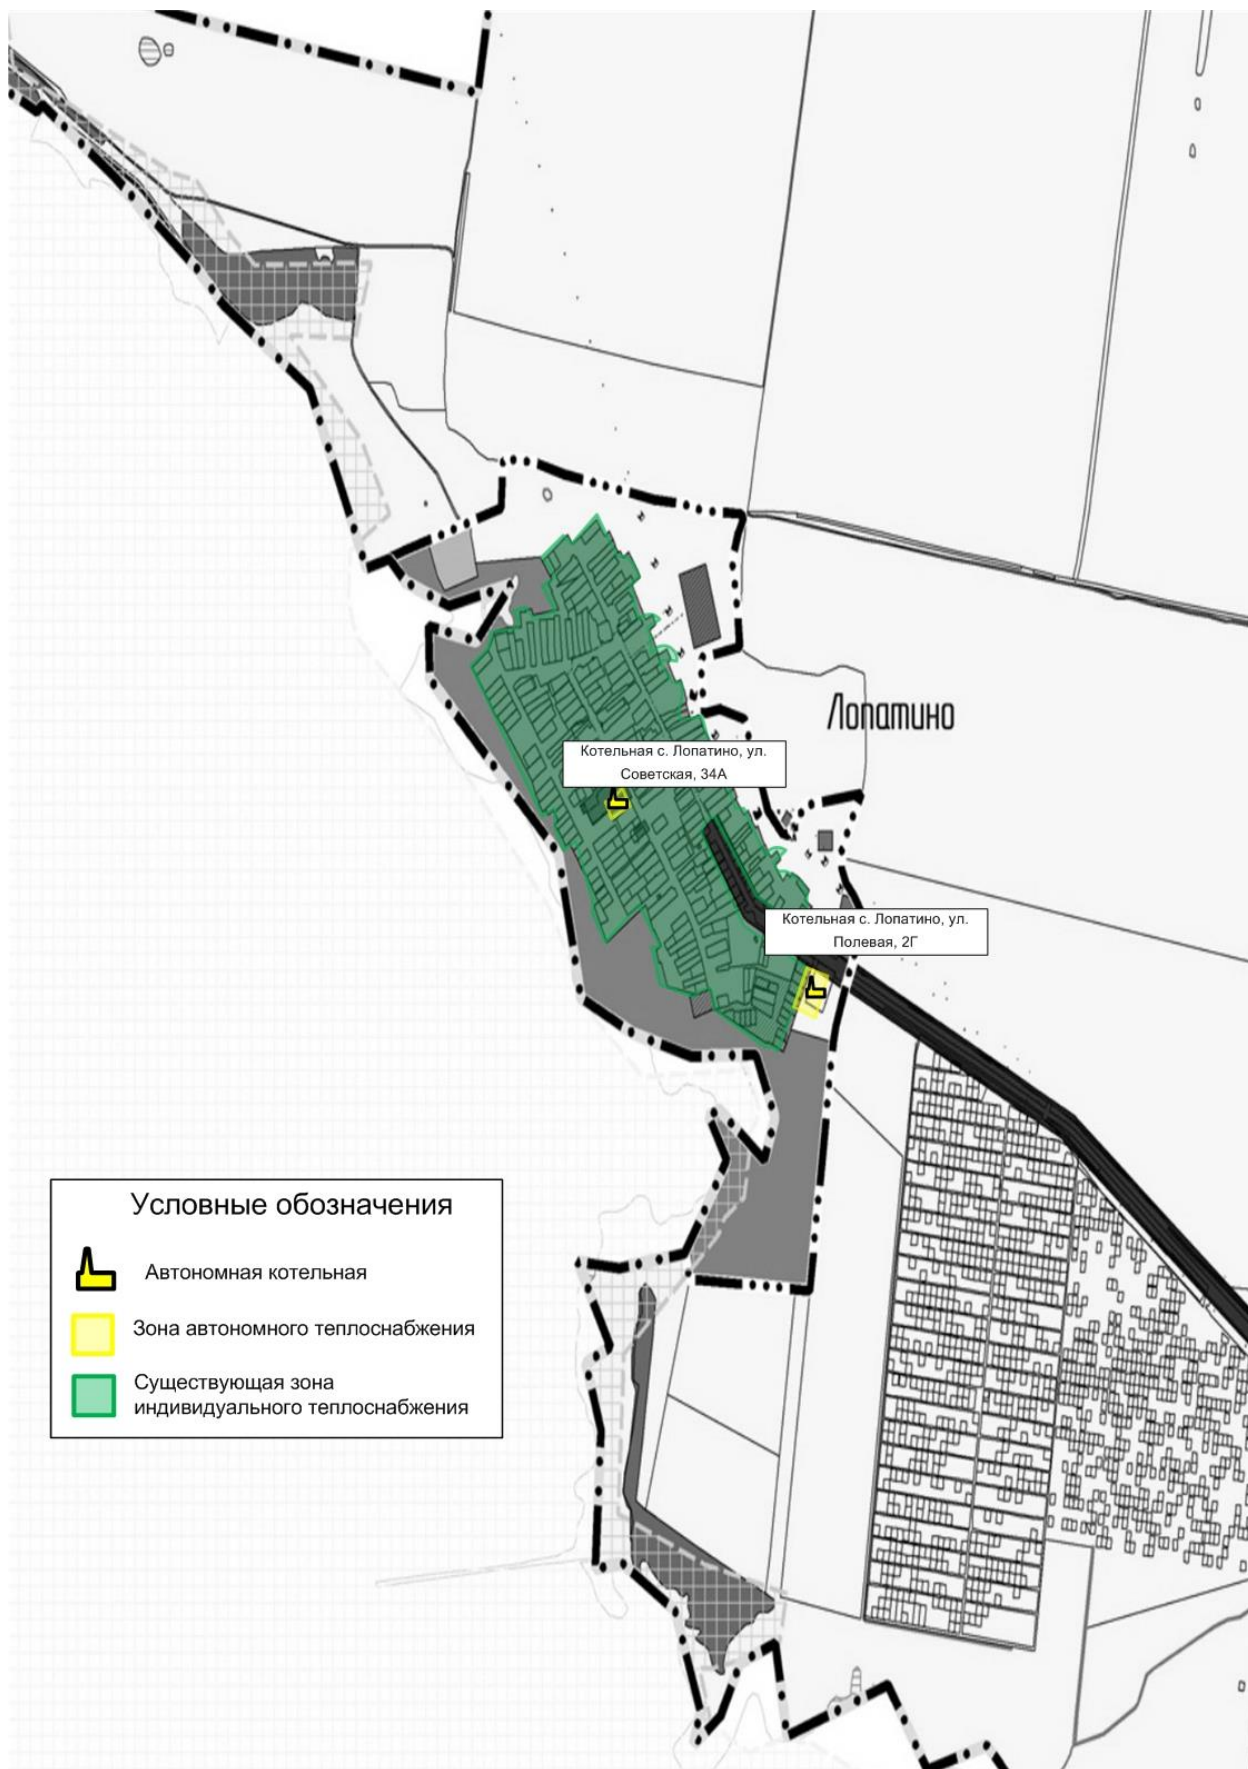 Лопатино
Котельная с. Лопатино, ул.
Советская, 34А
Котельная с. Лопатино, ул.
Полевая, 2Г
Условные обозначения
Автономная котельная
Зона автономного теплоснабжения
Существующая зона
индивидуального теплоснабжения